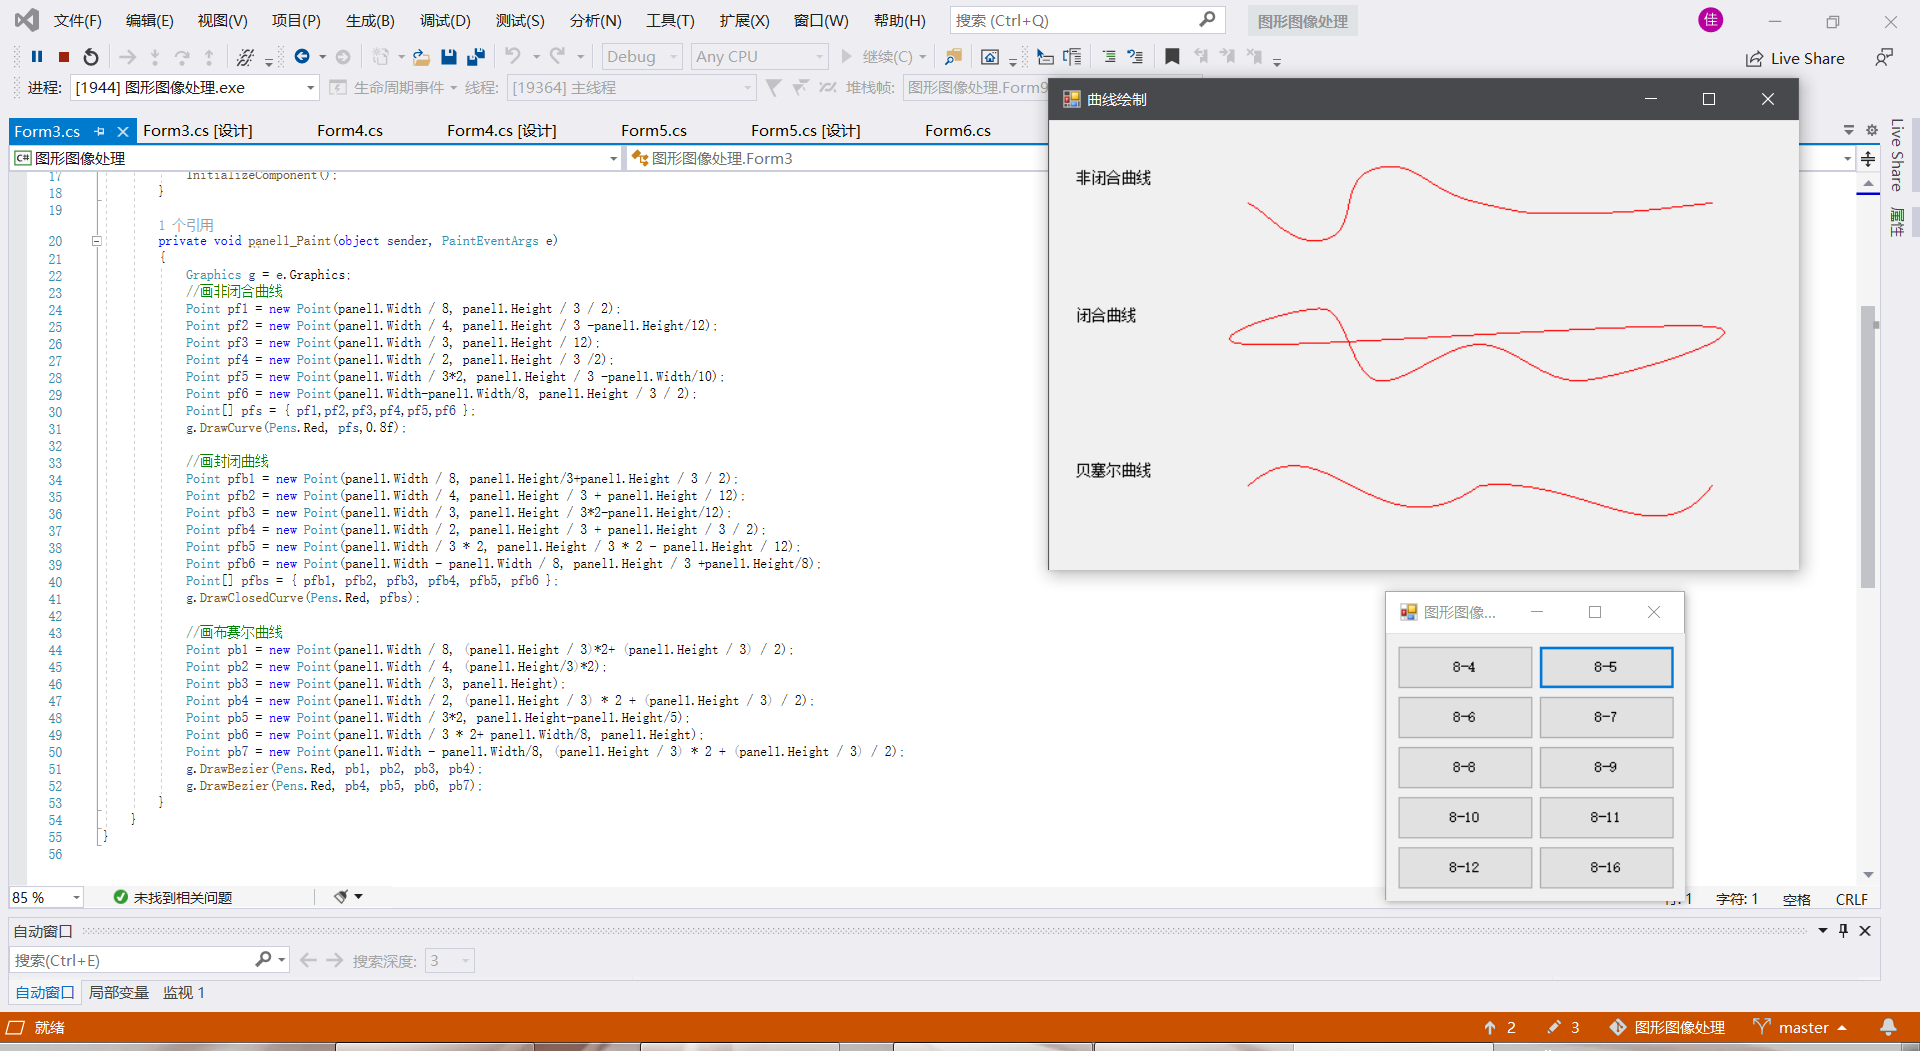 文件(F) 编辑(E) 视图(V) 项目(P) 生成(B) 调试(D) 测试(S) 分析(N) 工具(T) 扩展(X) 窗口(W) 帮助(H) 搜索 (Ctrl+Q) 图形图像处理 佳
Debug Any CPU 继续(C) Live Share
进程: [1944] 图形图像处理.exe 生命周期事件 线程: [19364] 主线程 堆栈帧: 图形图像处理.Form9
Form3.cs Form3.cs [设计] Form4.cs Form4.cs [设计] Form5.cs Form5.cs [设计] Form6.cs
C# 图形图像处理 图形图像处理.Form3
17 InitializeComponent();
18 }
19
1 个引用
20 private void panel1_Paint(object sender, PaintEventArgs e)
21 {
22 Graphics g = e.Graphics;
23 //画非闭合曲线
24 Point pf1 = new Point(panel1.Width / 8, panel1.Height / 3 / 2);
25 Point pf2 = new Point(panel1.Width / 4, panel1.Height / 3 -panel1.Height/12);
26 Point pf3 = new Point(panel1.Width / 3, panel1.Height / 12);
27 Point pf4 = new Point(panel1.Width / 2, panel1.Height / 3 /2);
28 Point pf5 = new Point(panel1.Width / 3*2, panel1.Height / 3 -panel1.Width/10);
29 Point pf6 = new Point(panel1.Width-panel1.Width/8, panel1.Height / 3 / 2);
30 Point[] pfs = { pf1,pf2,pf3,pf4,pf5,pf6 };
31 g.DrawCurve(Pens.Red, pfs,0.8f);
32
33 //画封闭曲线
34 Point pfb1 = new Point(panel1.Width / 8, panel1.Height/3+panel1.Height / 3 / 2);
35 Point pfb2 = new Point(panel1.Width / 4, panel1.Height / 3 + panel1.Height / 12);
36 Point pfb3 = new Point(panel1.Width / 3, panel1.Height / 3*2-panel1.Height/12);
37 Point pfb4 = new Point(panel1.Width / 2, panel1.Height / 3 + panel1.Height / 3 / 2);
38 Point pfb5 = new Point(panel1.Width / 3 * 2, panel1.Height / 3 * 2 - panel1.Height / 12);
39 Point pfb6 = new Point(panel1.Width - panel1.Width / 8, panel1.Height / 3 +panel1.Height/8);
40 Point[] pfbs = { pfb1, pfb2, pfb3, pfb4, pfb5, pfb6 };
41 g.DrawClosedCurve(Pens.Red, pfbs);
42
43 //画布赛尔曲线
44 Point pb1 = new Point(panel1.Width / 8, (panel1.Height / 3)*2+ (panel1.Height / 3) / 2);
45 Point pb2 = new Point(panel1.Width / 4, (panel1.Height/3)*2);
46 Point pb3 = new Point(panel1.Width / 3, panel1.Height);
47 Point pb4 = new Point(panel1.Width / 2, (panel1.Height / 3) * 2 + (panel1.Height / 3) / 2);
48 Point pb5 = new Point(panel1.Width / 3*2, panel1.Height-panel1.Height/5);
49 Point pb6 = new Point(panel1.Width / 3 * 2+ panel1.Width/8, panel1.Height);
50 Point pb7 = new Point(panel1.Width - panel1.Width/8, (panel1.Height / 3) * 2 + (panel1.Height / 3) / 2);
51 g.DrawBezier(Pens.Red, pb1, pb2, pb3, pb4);
52 g.DrawBezier(Pens.Red, pb4, pb5, pb6, pb7);
53 }
54 }
55 }
56
曲线绘制
非闭合曲线
闭合曲线
贝塞尔曲线
图形图像...
8-4 8-5
8-6 8-7
8-8 8-9
8-10 8-11
8-12 8-16
Live Share
属性
85 % 未找到相关问题 行: 1 字符: 1 空格 CRLF
自动窗口
搜索(Ctrl+E) 搜索深度: 3
自动窗口 局部变量 监视 1
就绪 2 3 图形图像处理 master